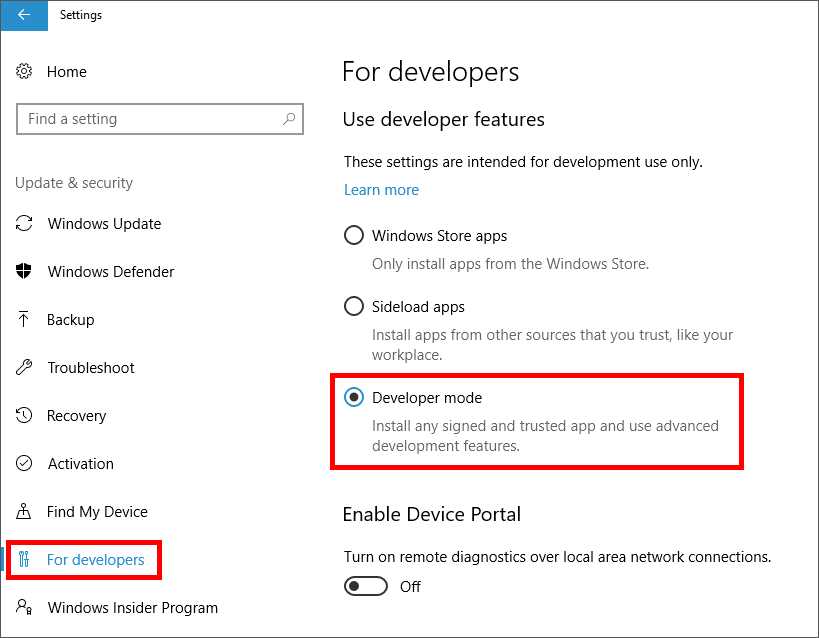 Settings
Home
Find a setting
Update & security
Windows Update
Windows Defender
Backup
Troubleshoot
Recovery
Activation
Find My Device
For developers
Windows Insider Program
For developers
Use developer features
These settings are intended for development use only.
Learn more
Windows Store apps
Only install apps from the Windows Store.
Sideload apps
Install apps from other sources that you trust, like your
workplace.
Developer mode
Install any signed and trusted app and use advanced
development features.
Enable Device Portal
Turn on remote diagnostics over local area network connections.
Off